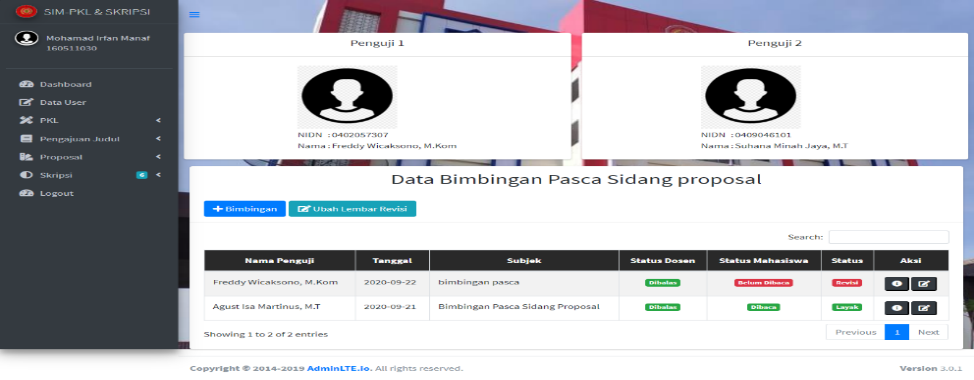 SIM-PKL & SKRIPSI
Mohamad Irfan Manaf
160511030
Dashboard
Data User
PKL
Pengajuan Judul
Proposal
Skripsi 6
Logout
Penguji 1
NIDN : 0402057307
Nama : Freddy Wicaksono, M.Kom
Penguji 2
NIDN : 0409046101
Nama : Suhana Minah Jaya, M.T
Data Bimbingan Pasca Sidang proposal
+ Bimbingan Ubah Lembar Revisi
Search:
Nama Penguji Tanggal Subjek Status Dosen Status Mahasiswa Status Aksi
Freddy Wicaksono, M.Kom 2020-09-22 bimbingan pasca Dibalas Belum Dibaca Revisi
Agust Isa Martinus, M.T 2020-09-21 Bimbingan Pasca Sidang Proposal Dibalas Dibaca Layak
Showing 1 to 2 of 2 entries
Previous 1 Next
Copyright © 2014-2019 AdminLTE.io. All rights reserved. Version 3.0.1